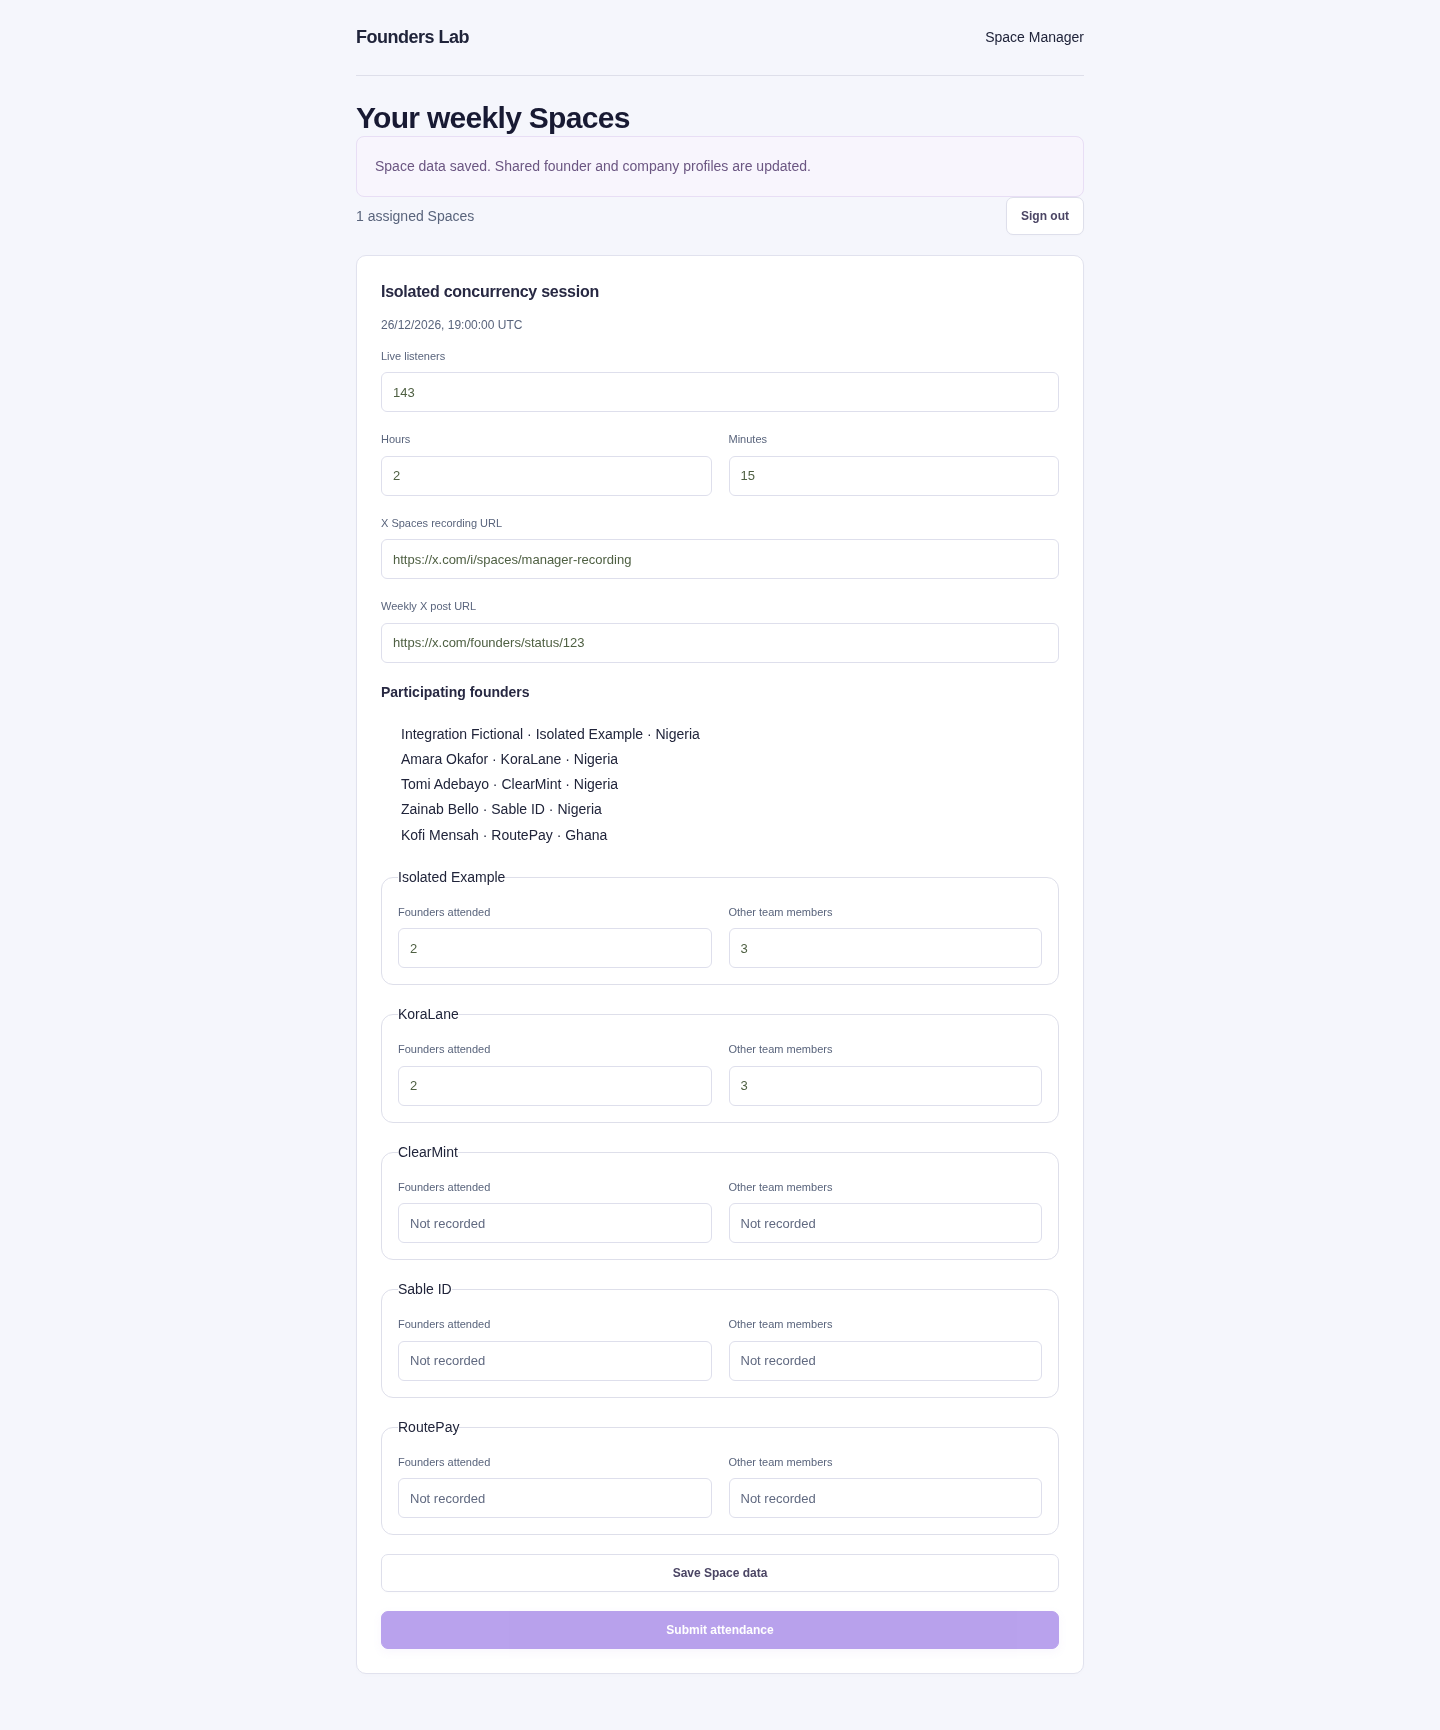 Founders Lab
Space Manager
Your weekly Spaces
Space data saved. Shared founder and company profiles are updated.
1 assigned Spaces
Sign out
Isolated concurrency session
26/12/2026, 19:00:00 UTC
Live listeners
143
Hours
Minutes
2
15
X Spaces recording URL
https://x.com/i/spaces/manager-recording
Weekly X post URL
https://x.com/founders/status/123
Participating founders
Integration Fictional · Isolated Example · Nigeria
Amara Okafor · KoraLane · Nigeria
Tomi Adebayo · ClearMint · Nigeria
Zainab Bello · Sable ID · Nigeria
Kofi Mensah · RoutePay · Ghana
Isolated Example
Founders attended
Other team members
2
3
KoraLane
Founders attended
Other team members
2
3
ClearMint
Founders attended
Other team members
Not recorded
Not recorded
Sable ID
Founders attended
Other team members
Not recorded
Not recorded
RoutePay
Founders attended
Other team members
Not recorded
Not recorded
Save Space data
Submit attendance